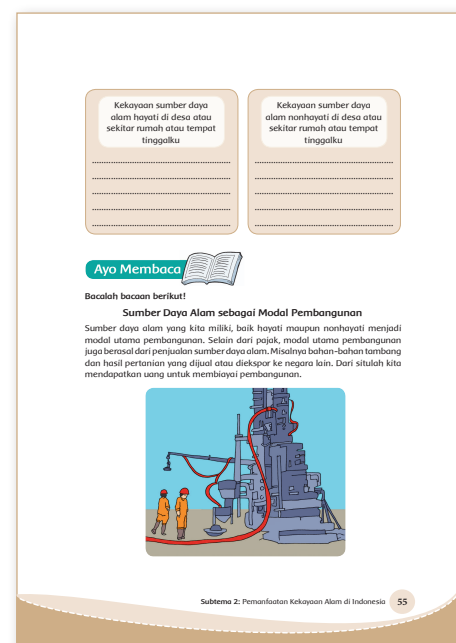 Kekayaan sumber daya
alam hayati di desa atau
sekitar rumah atau tempat
tinggalku
Kekayaan sumber daya
alam nonhayati di desa atau
sekitar rumah atau tempat
tinggalku
Ayo Membaca
Bacalah bacaan berikut!
Sumber Daya Alam sebagai Modal Pembangunan
Sumber daya alam yang kita miliki, baik hayati maupun nonhayati menjadi
modal utama pembangunan. Selain dari pajak, modal utama pembangunan
juga berasal dari penjualan sumber daya alam. Misalnya bahan-bahan tambang
dan hasil pertanian yang dijual atau diekspor ke negara lain. Dari situlah kita
mendapatkan uang untuk membiayai pembangunan.
Subtema 2: Pemanfaatan Kekayaan Alam di Indonesia 55